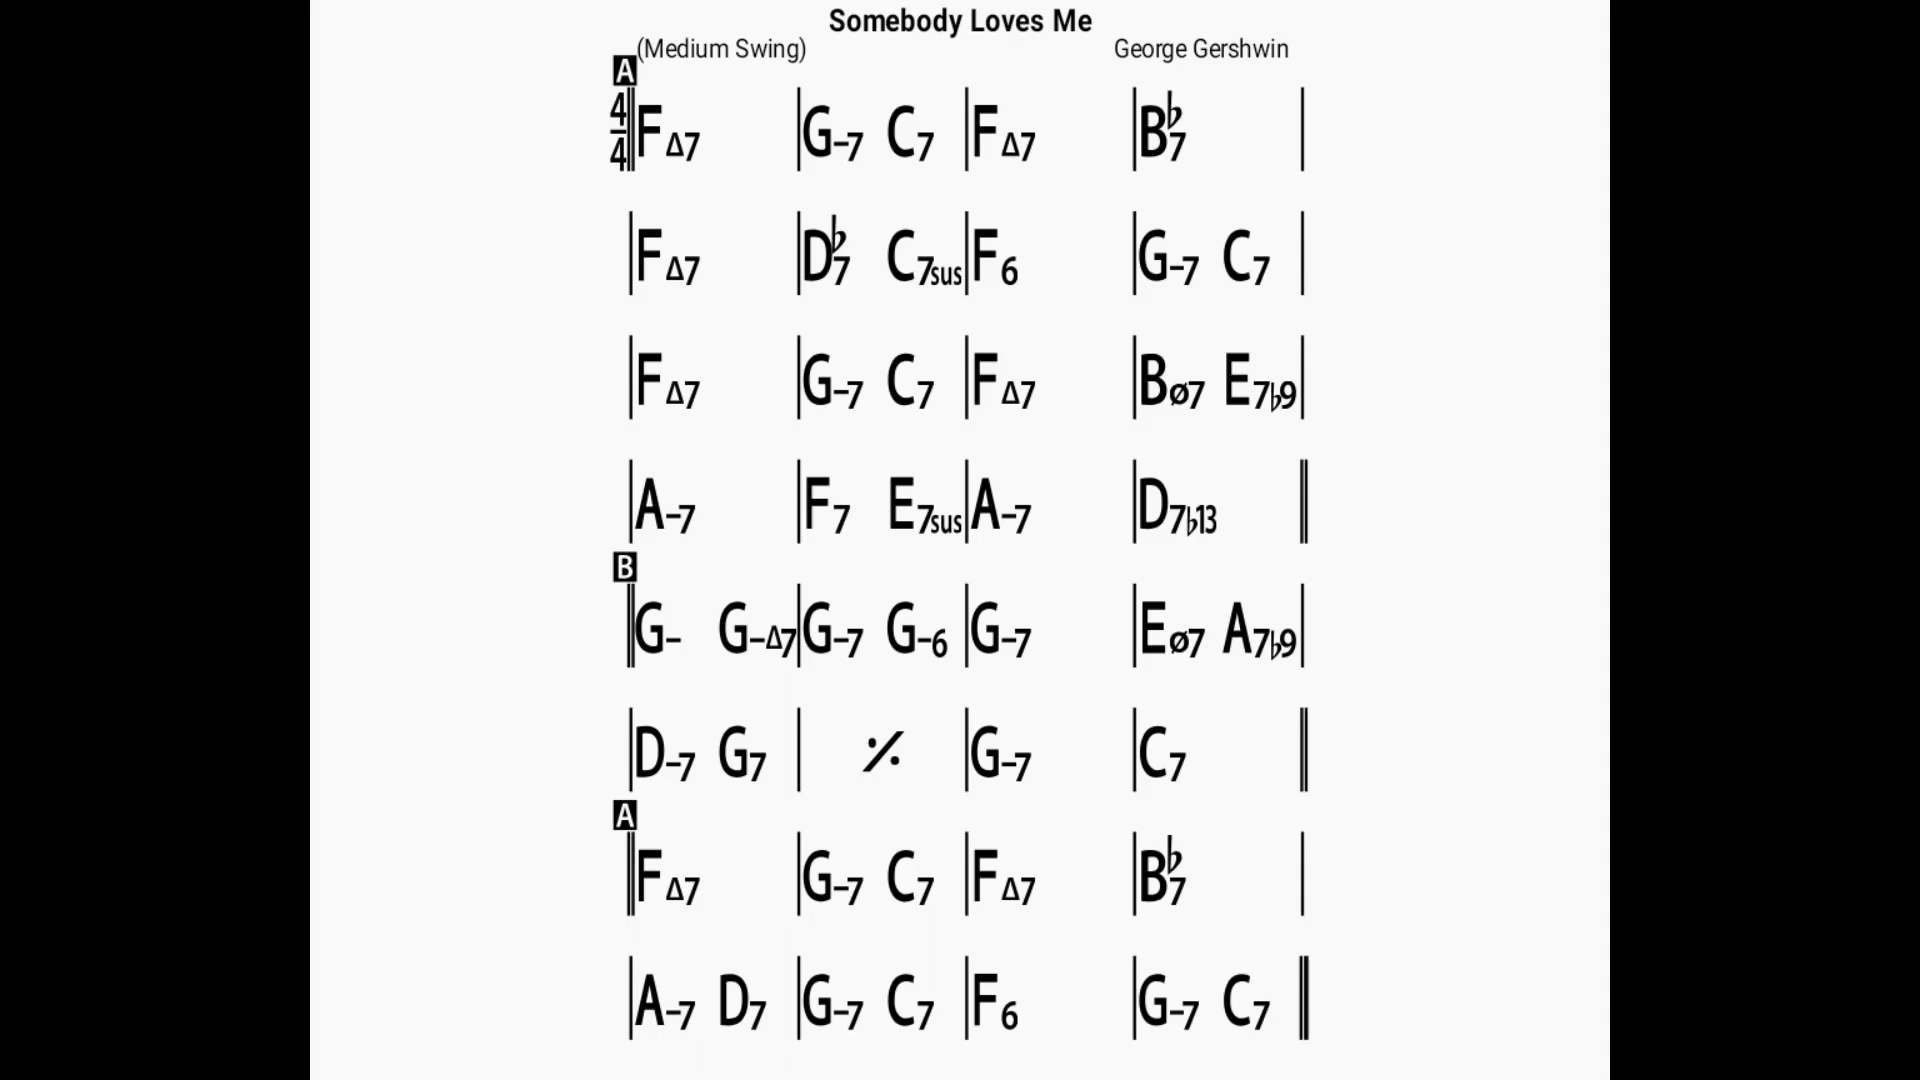 Somebody Loves Me
(Medium Swing) George Gershwin
A
4/4 FΔ7 | G–7 C7 | FΔ7 | B♭7 |
| FΔ7 | D♭7 C7sus | F6 | G–7 C7 |
| FΔ7 | G–7 C7 | FΔ7 | Bø7 E7♭9 |
| A–7 | F7 E7sus | A–7 | D7♭13 ||
B
|| G– G–Δ7 | G–7 G–6 | G–7 | Eø7 A7♭9 |
| D–7 G7 | 𝄎 | G–7 | C7 ||
A
|| FΔ7 | G–7 C7 | FΔ7 | B♭7 |
| A–7 D7 | G–7 C7 | F6 | G–7 C7 ||